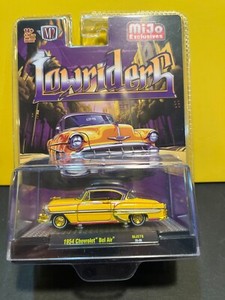 M2
MiJo
Exclusives
Lowriders
1954 Chevrolet® Bel Air®